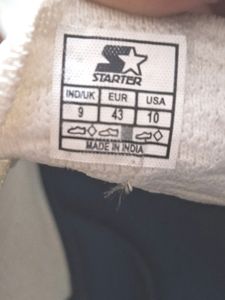 STARTER
IND/UK EUR USA
9 43 10
MADE IN INDIA